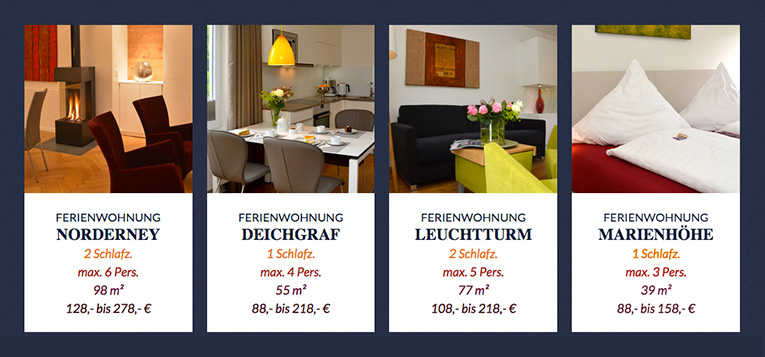 FERIENWOHNUNG
NORDERNEY
2 Schlafz.
max. 6 Pers.
98 m²
128,- bis 278,- €
FERIENWOHNUNG
DEICHGRAF
1 Schlafz.
max. 4 Pers.
55 m²
88,- bis 218,- €
FERIENWOHNUNG
LEUCHTTURM
2 Schlafz.
max. 5 Pers.
77 m²
108,- bis 218,- €
FERIENWOHNUNG
MARIENHÖHE
1 Schlafz.
max. 3 Pers.
39 m²
88,- bis 158,- €